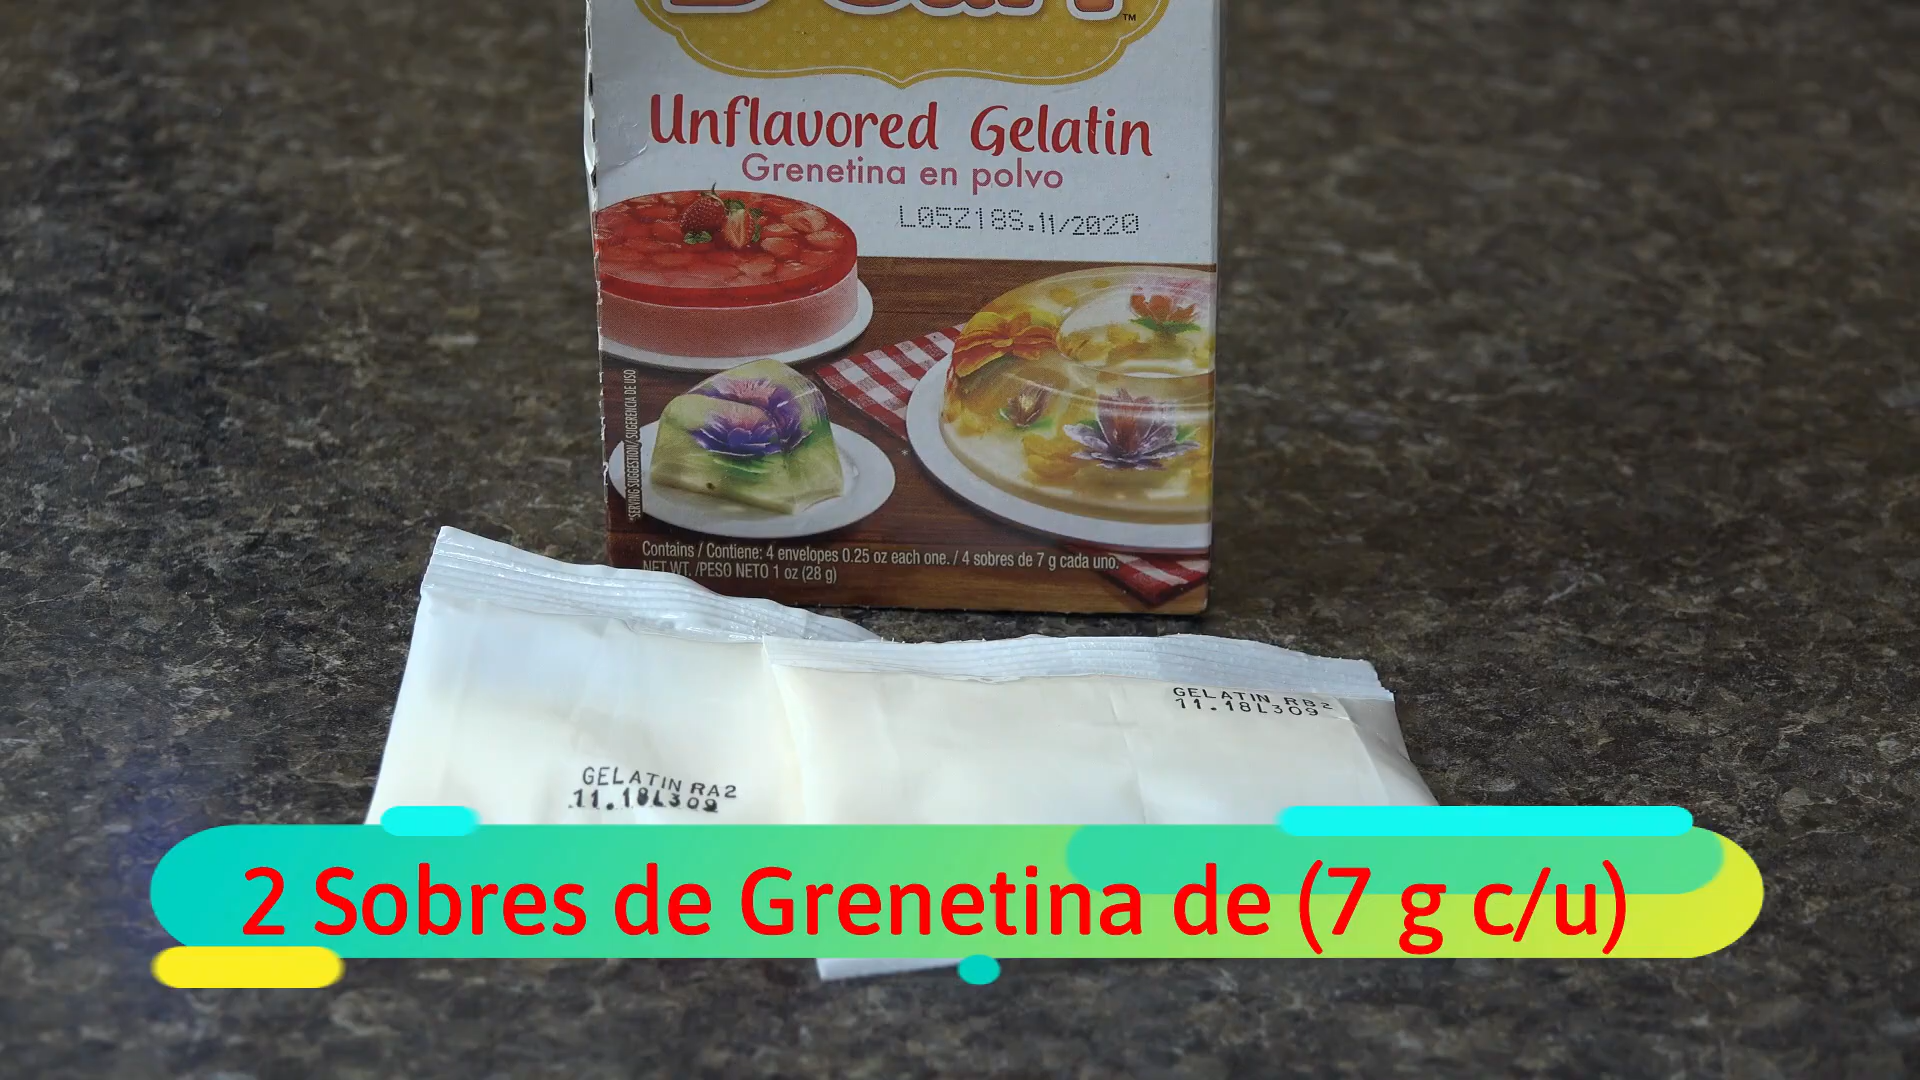 ™
Unflavored Gelatin
Grenetina en polvo
L05Z18S.11/2020
*SERVING SUGGESTION/SUGERENCIA DE USO
Contains / Contiene: 4 envelopes 0.25 oz each one. / 4 sobres de 7 g cada uno.
NET WT. /PESO NETO 1 oz (28 g)
GELATIN RB2
11.18L309
GELATIN RA2
11.18L309
2 Sobres de Grenetina de (7 g c/u)